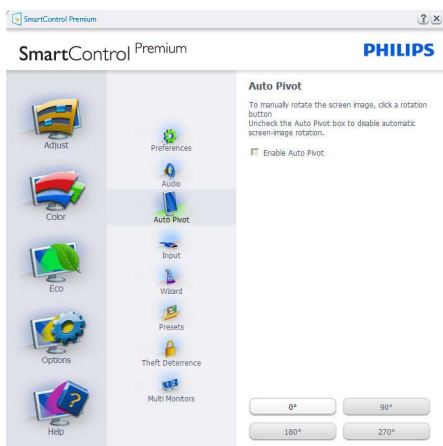 SmartControl Premium
SmartControl Premium
PHILIPS
Adjust
Color
Eco
Options
Help
Preferences
Audio
Auto Pivot
Input
Wizard
Presets
Theft Deterrence
Multi Monitors
Auto Pivot
To manually rotate the screen image, click a rotation
button
Uncheck the Auto Pivot box to disable automatic
screen-image rotation.
Enable Auto Pivot
0° 90°
180° 270°